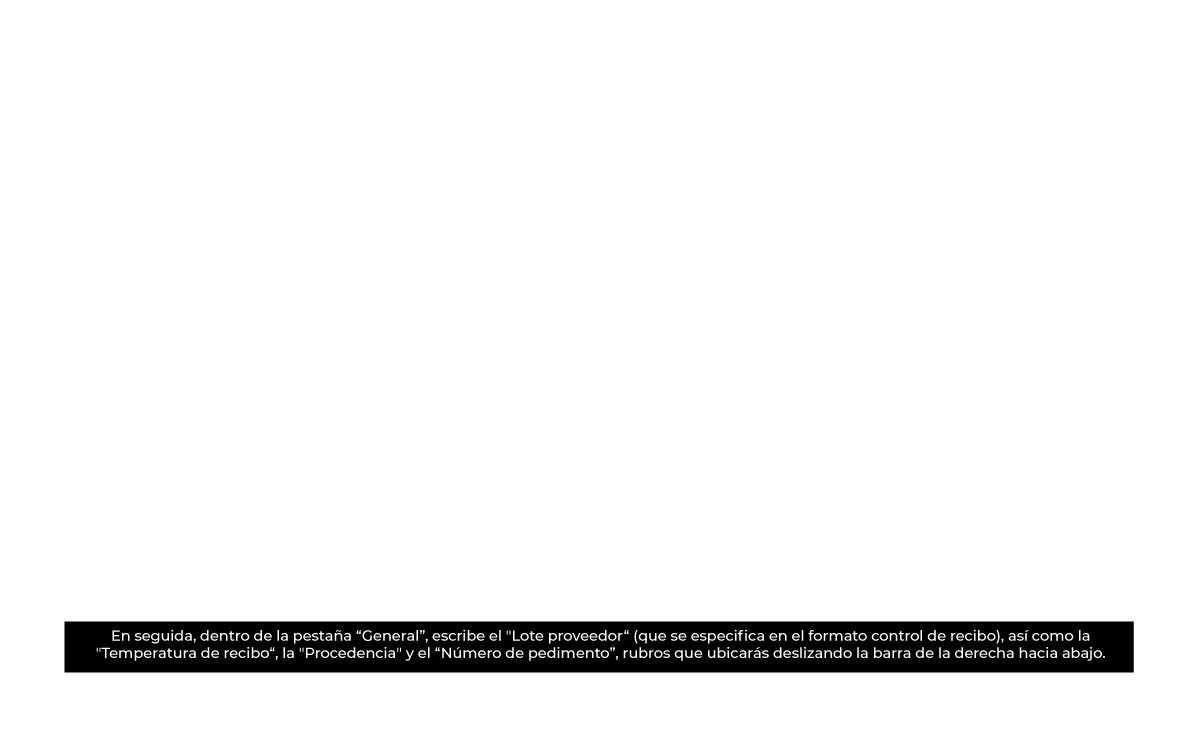 En seguida, dentro de la pestaña “General”, escribe el "Lote proveedor“ (que se especifica en el formato control de recibo), así como la
"Temperatura de recibo“, la "Procedencia" y el “Número de pedimento”, rubros que ubicarás deslizando la barra de la derecha hacia abajo.